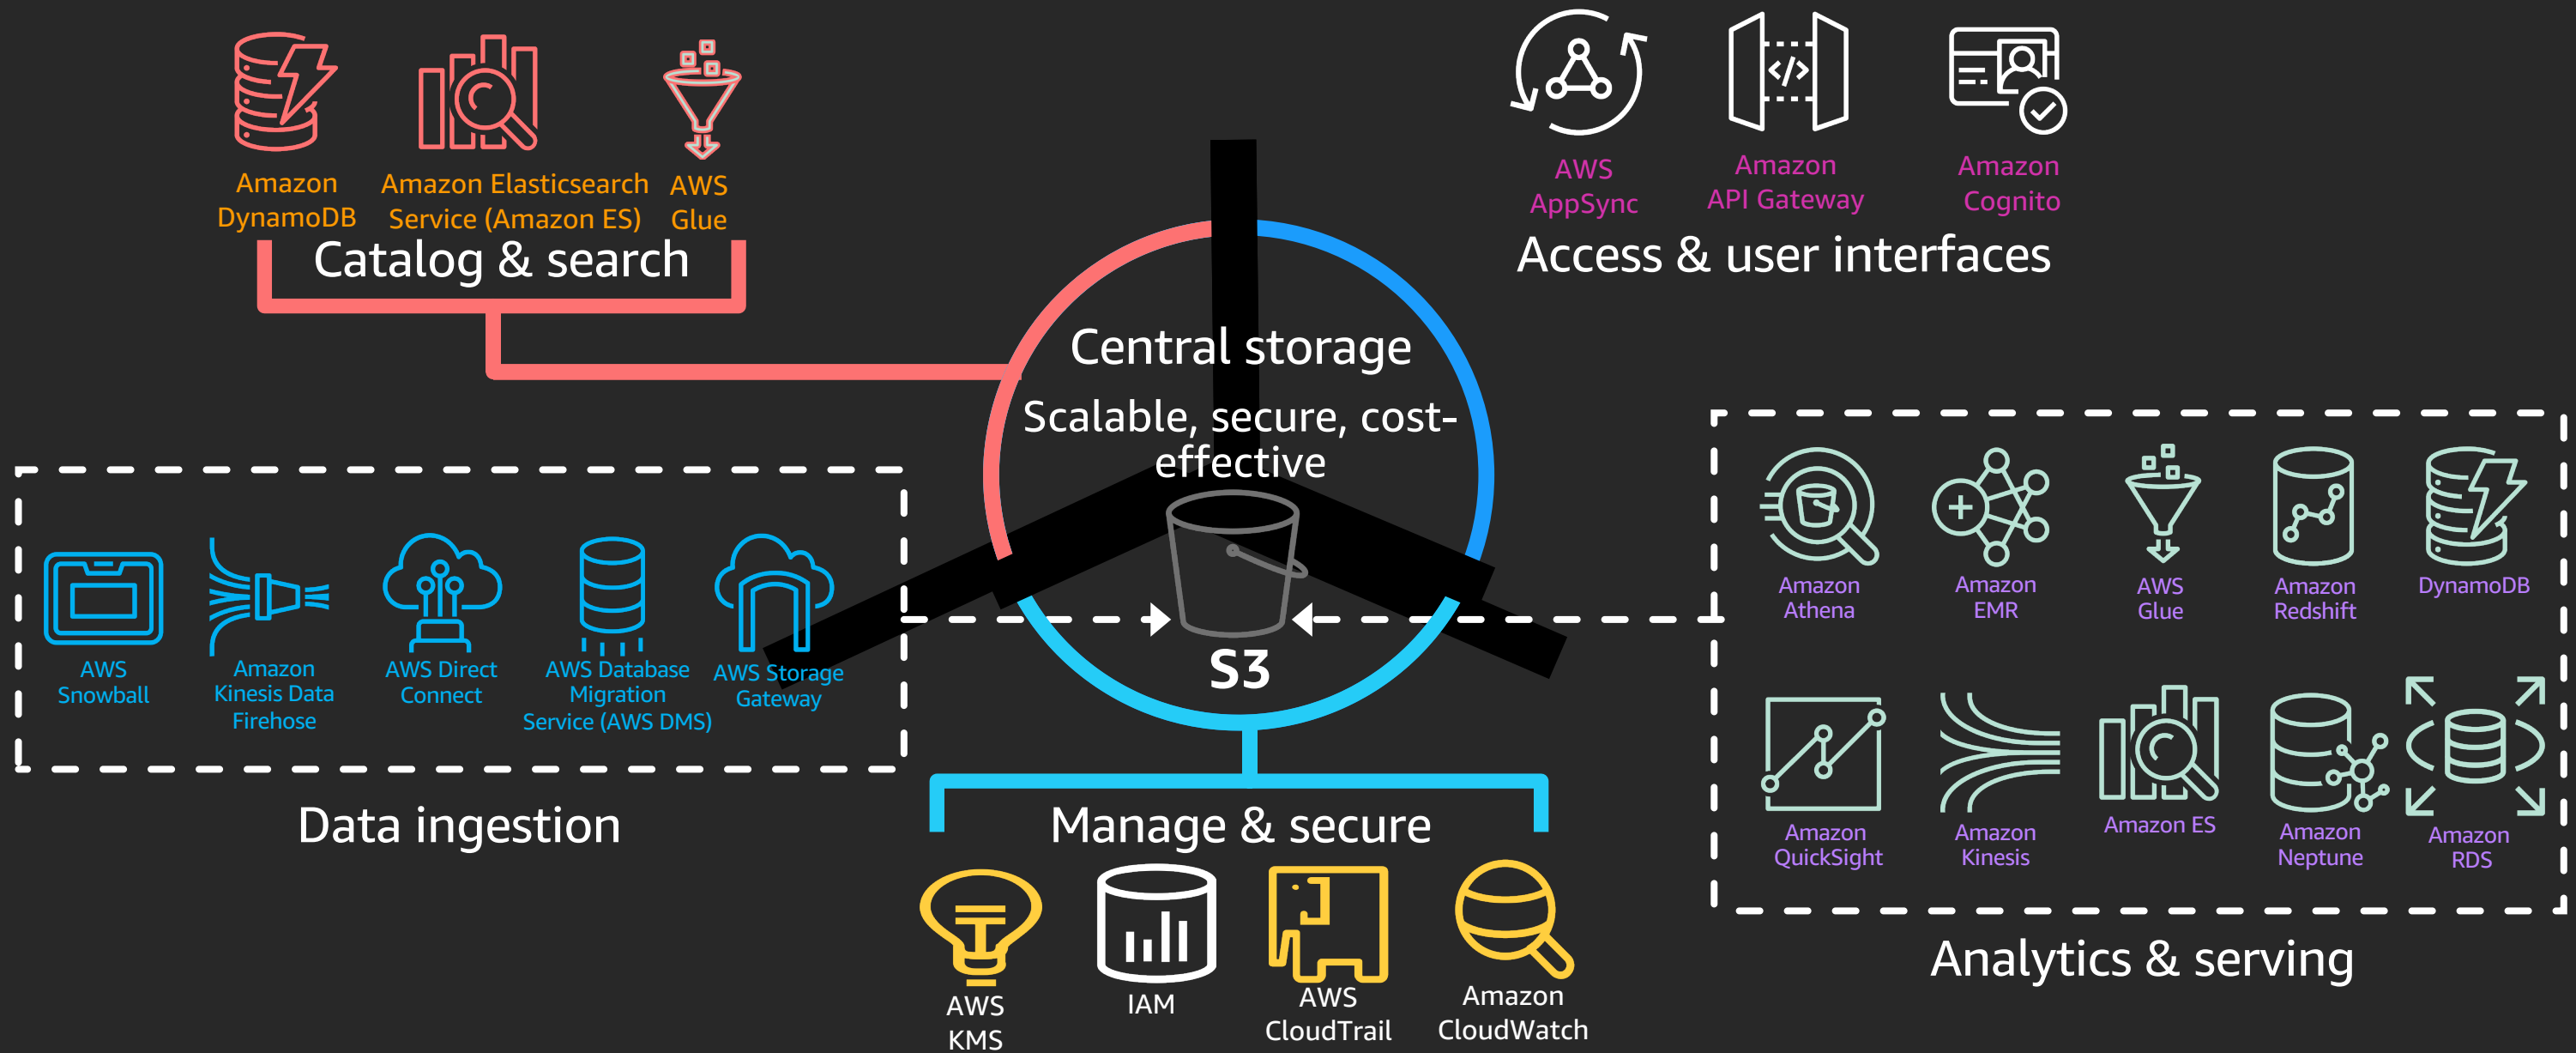 Amazon
DynamoDB
Amazon Elasticsearch
Service (Amazon ES)
AWS
Glue
Catalog & search
AWS
AppSync
Amazon
API Gateway
Amazon
Cognito
Access & user interfaces
Central storage
Scalable, secure, cost-
effective
S3
AWS
Snowball
Amazon
Kinesis Data
Firehose
AWS Direct
Connect
AWS Database
Migration
Service (AWS DMS)
AWS Storage
Gateway
Data ingestion
Amazon
Athena
Amazon
EMR
AWS
Glue
Amazon
Redshift
DynamoDB
Amazon
QuickSight
Amazon
Kinesis
Amazon ES
Amazon
Neptune
Amazon
RDS
Analytics & serving
Manage & secure
AWS
KMS
IAM
AWS
CloudTrail
Amazon
CloudWatch